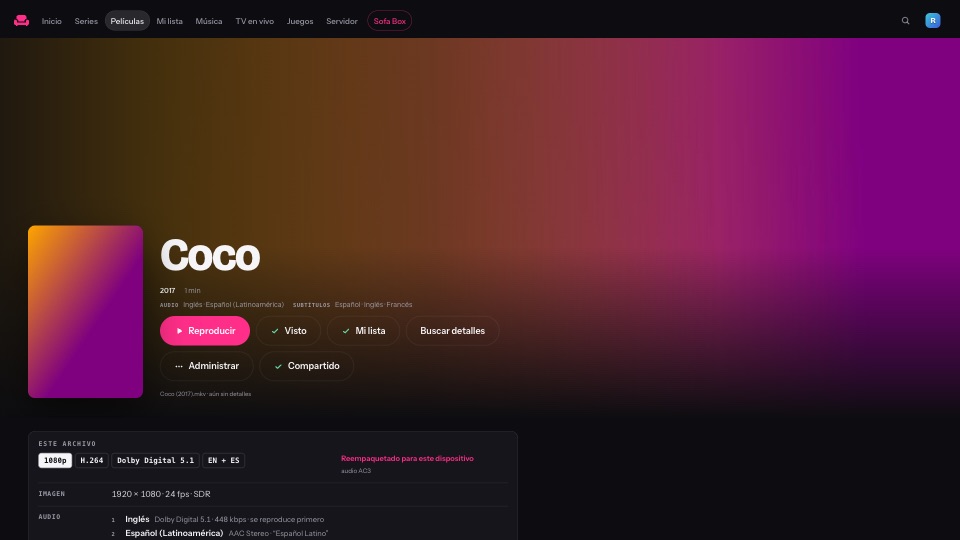 Inicio Series Películas Mi lista Música TV en vivo Juegos Servidor Sofa Box R
Coco
2017 1 min
AUDIO Inglés · Español (Latinoamérica) SUBTÍTULOS Español · Inglés · Francés
Reproducir Visto Mi lista Buscar detalles
Administrar Compartido
Coco (2017).mkv · aún sin detalles
ESTE ARCHIVO
1080p H.264 Dolby Digital 5.1 EN + ES Reempaquetado para este dispositivo
audio AC3
IMAGEN 1920 × 1080 · 24 fps · SDR
AUDIO 1 Inglés Dolby Digital 5.1 · 448 kbps · se reproduce primero
2 Español (Latinoamérica) AAC Stereo · "Español Latino"